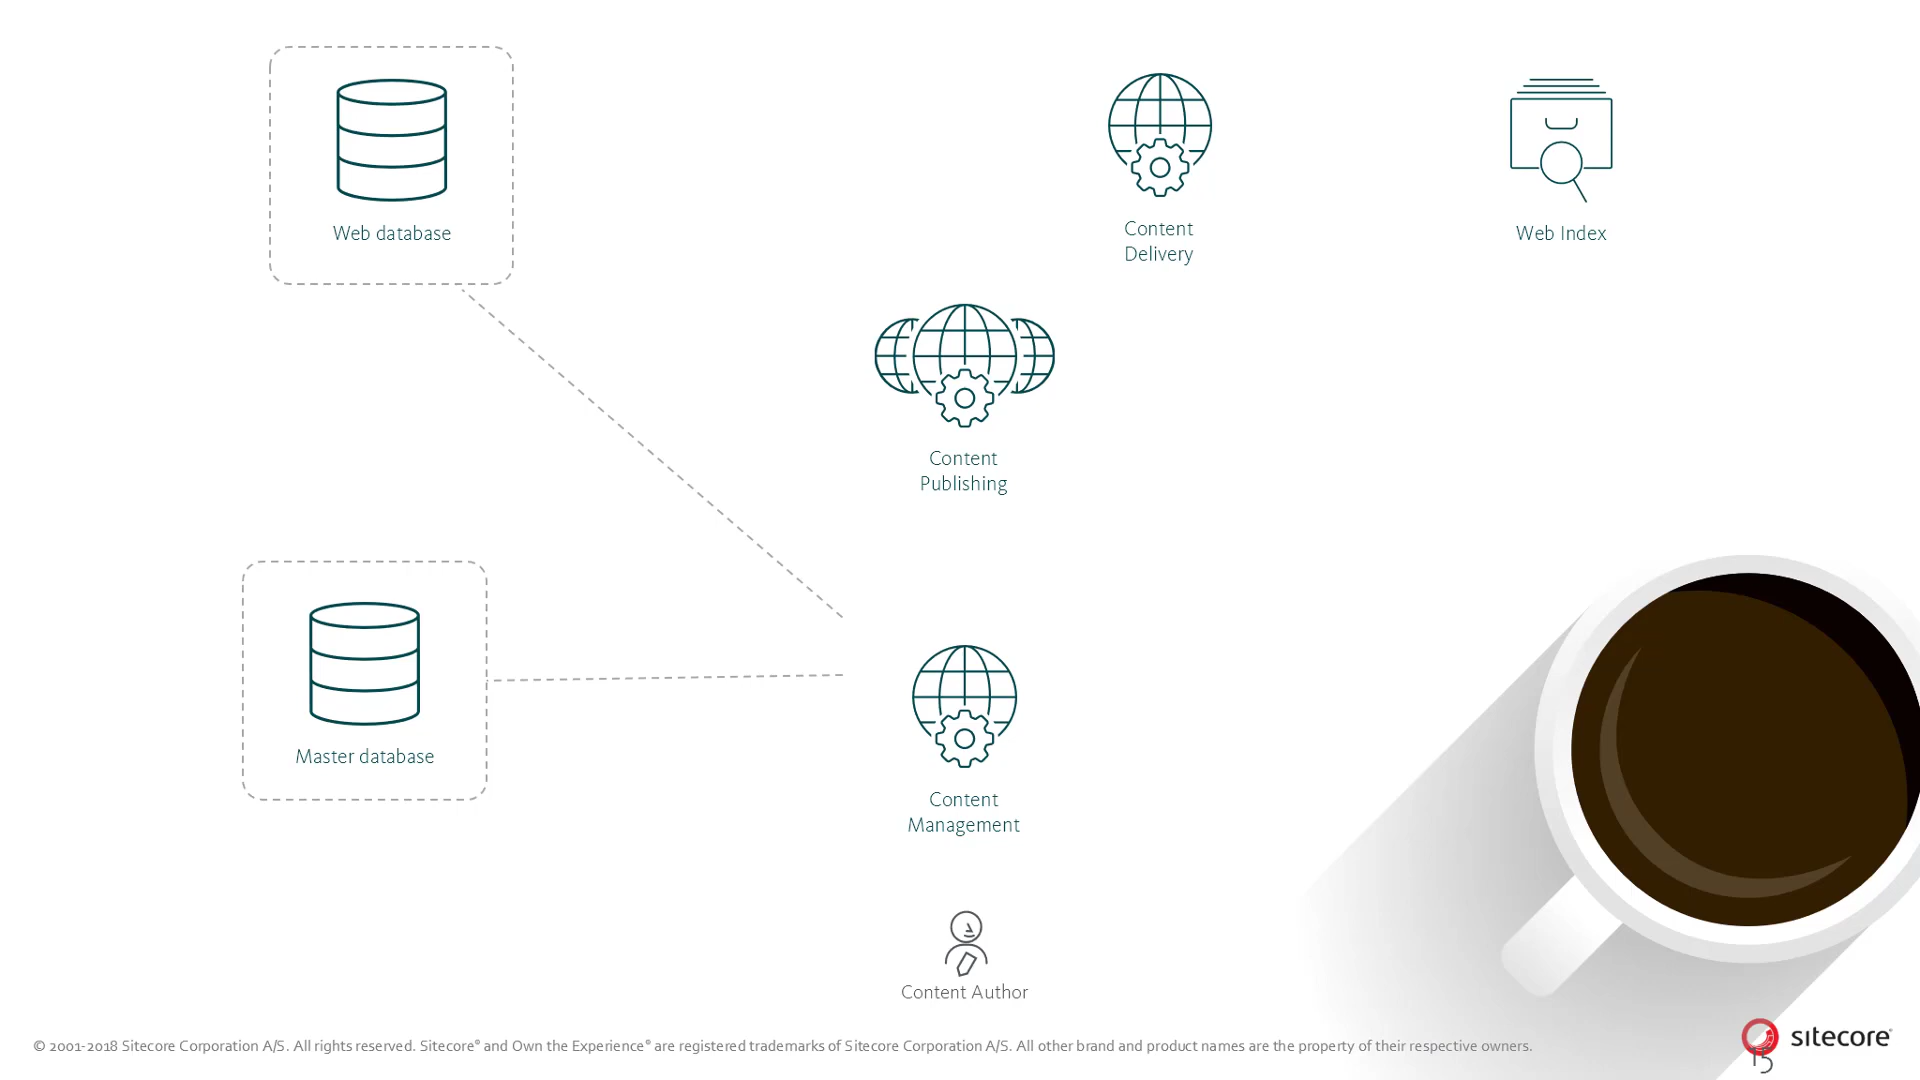 Web database
Content
Delivery
Web Index
Content
Publishing
Master database
Content
Management
Content Author
© 2001-2018 Sitecore Corporation A/S. All rights reserved. Sitecore® and Own the Experience® are registered trademarks of Sitecore Corporation A/S. All other brand and product names are the property of their respective owners.
sitecore®
15